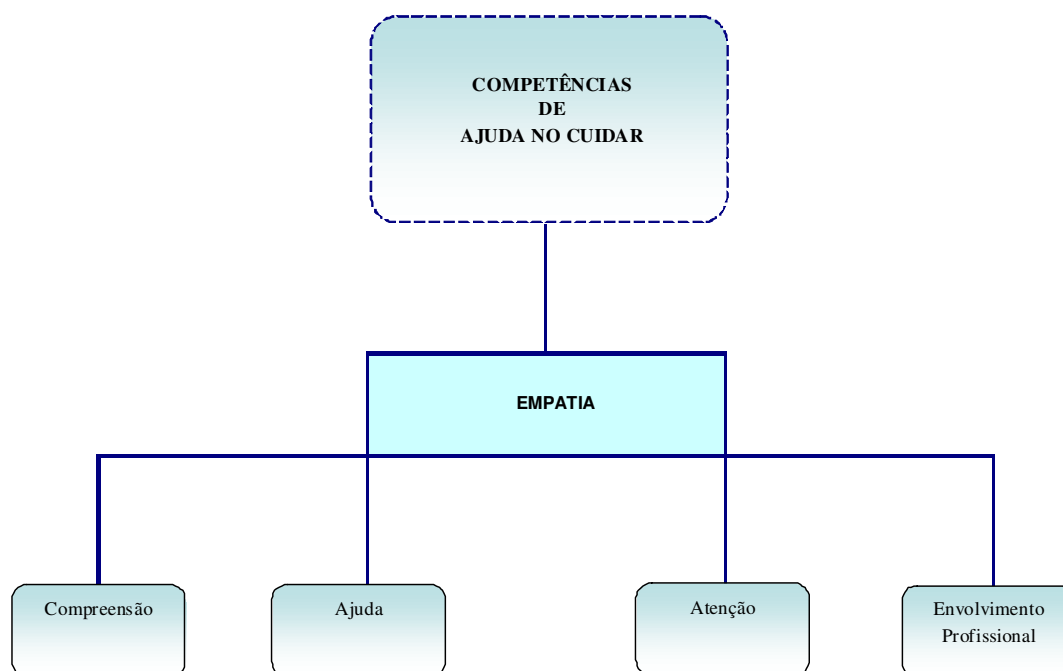 COMPETÊNCIAS
DE
AJUDA NO CUIDAR
EMPATIA
Compreensão
Ajuda
Atenção
Envolvimento
Profissional